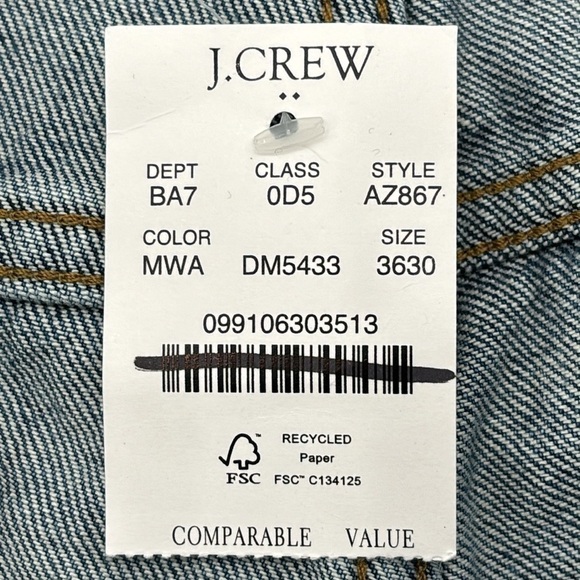 J.CREW
DEPT CLASS STYLE
BA7 0D5 AZ867
COLOR SIZE
MWA DM5433 3630
099106303513
RECYCLED
Paper
FSC™ FSC™ C134125
COMPARABLE VALUE